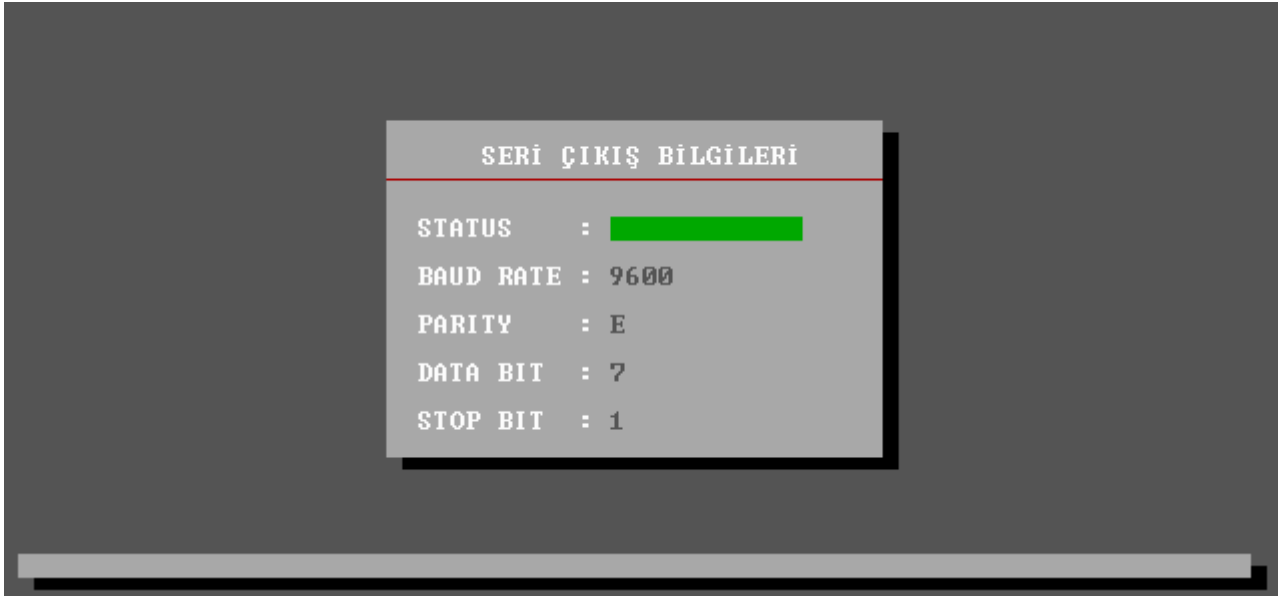 SERİ ÇIKIŞ BİLGİLERİ
STATUS :
BAUD RATE : 9600
PARITY : E
DATA BIT : 7
STOP BIT : 1